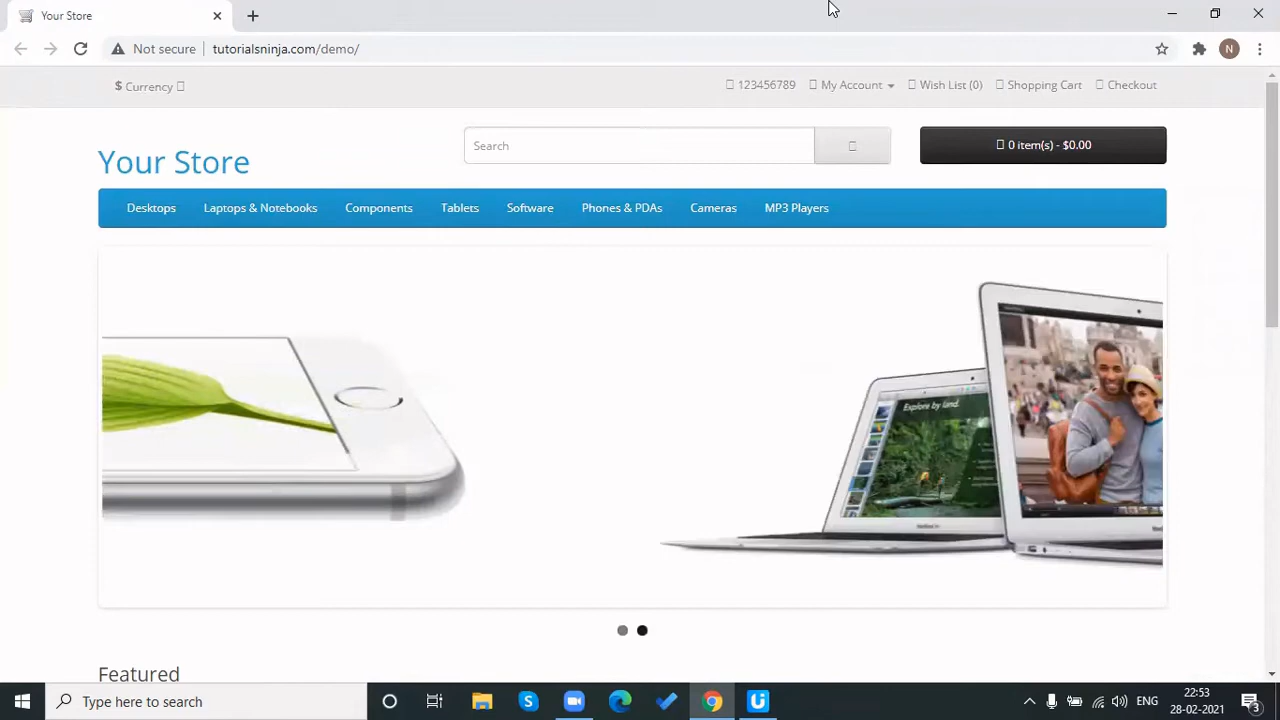 Your Store
Not secure tutorialsninja.com/demo/
N
$ Currency
123456789 My Account Wish List (0) Shopping Cart Checkout
Search
0 item(s) - $0.00
Your Store
Desktops Laptops & Notebooks Components Tablets Software Phones & PDAs Cameras MP3 Players
Explore by land.
Featured
Type here to search
S
ENG
22:53
28-02-2021
3